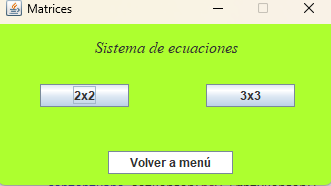 Matrices
Sistema de ecuaciones
2x2
3x3
Volver a menú